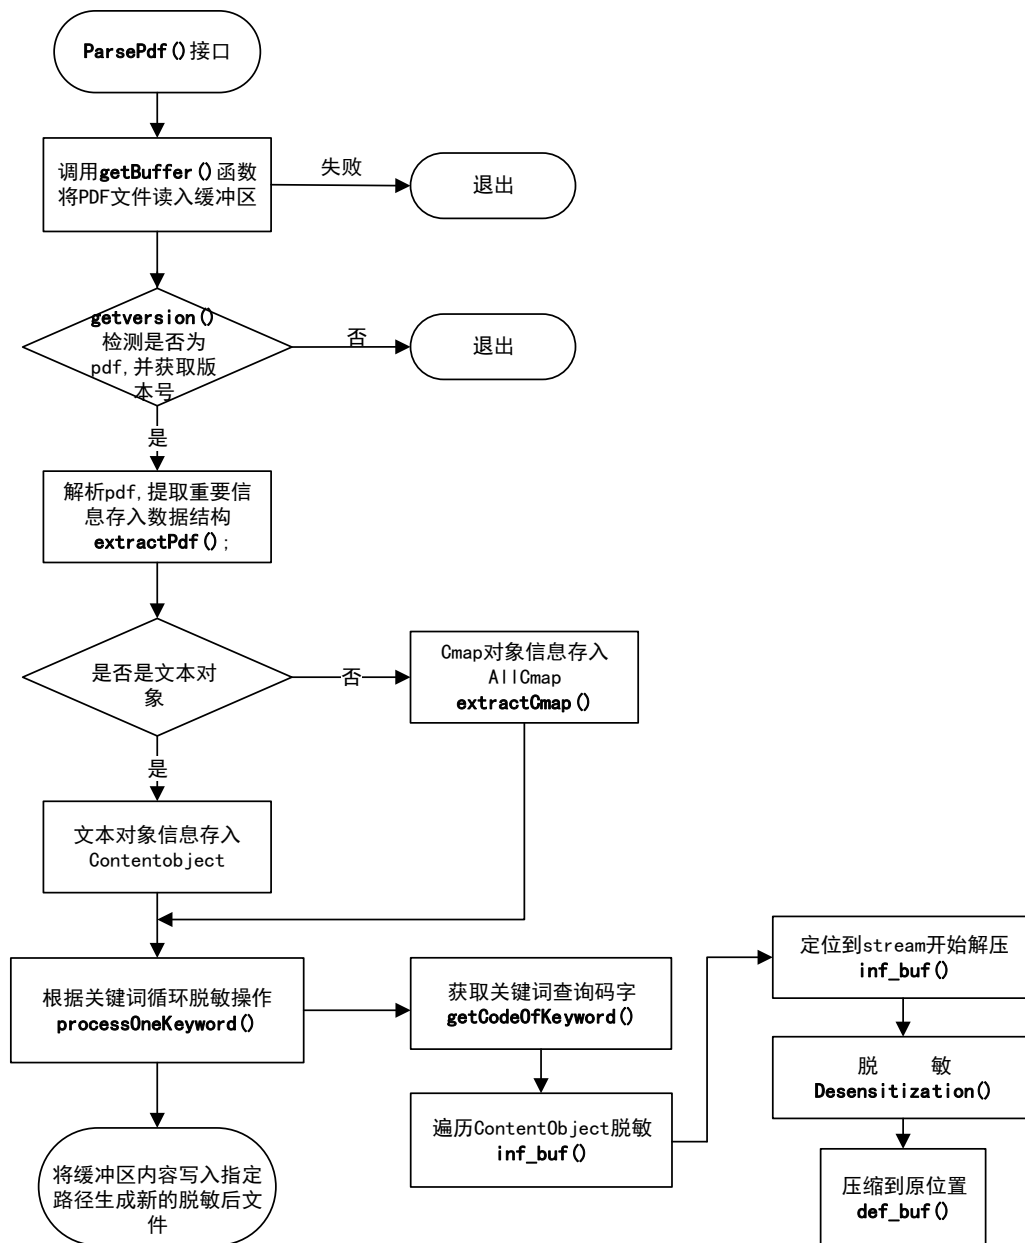 ParsePdf()接口
调用getBuffer()函数
将PDF文件读入缓冲区
失败
退出
getversion()
检测是否为
pdf,并获取版
本号
否
退出
是
解析pdf,提取重要信
息存入数据结构
extractPdf();
是否是文本对
象
否
Cmap对象信息存入
AllCmap
extractCmap()
是
文本对象信息存入
Contentobject
根据关键词循环脱敏操作
processOneKeyword()
获取关键词查询码字
getCodeOfKeyword()
定位到stream开始解压
inf_buf()
脱 敏
Desensitization()
遍历ContentObject脱敏
inf_buf()
压缩到原位置
def_buf()
将缓冲区内容写入指定
路径生成新的脱敏后文
件